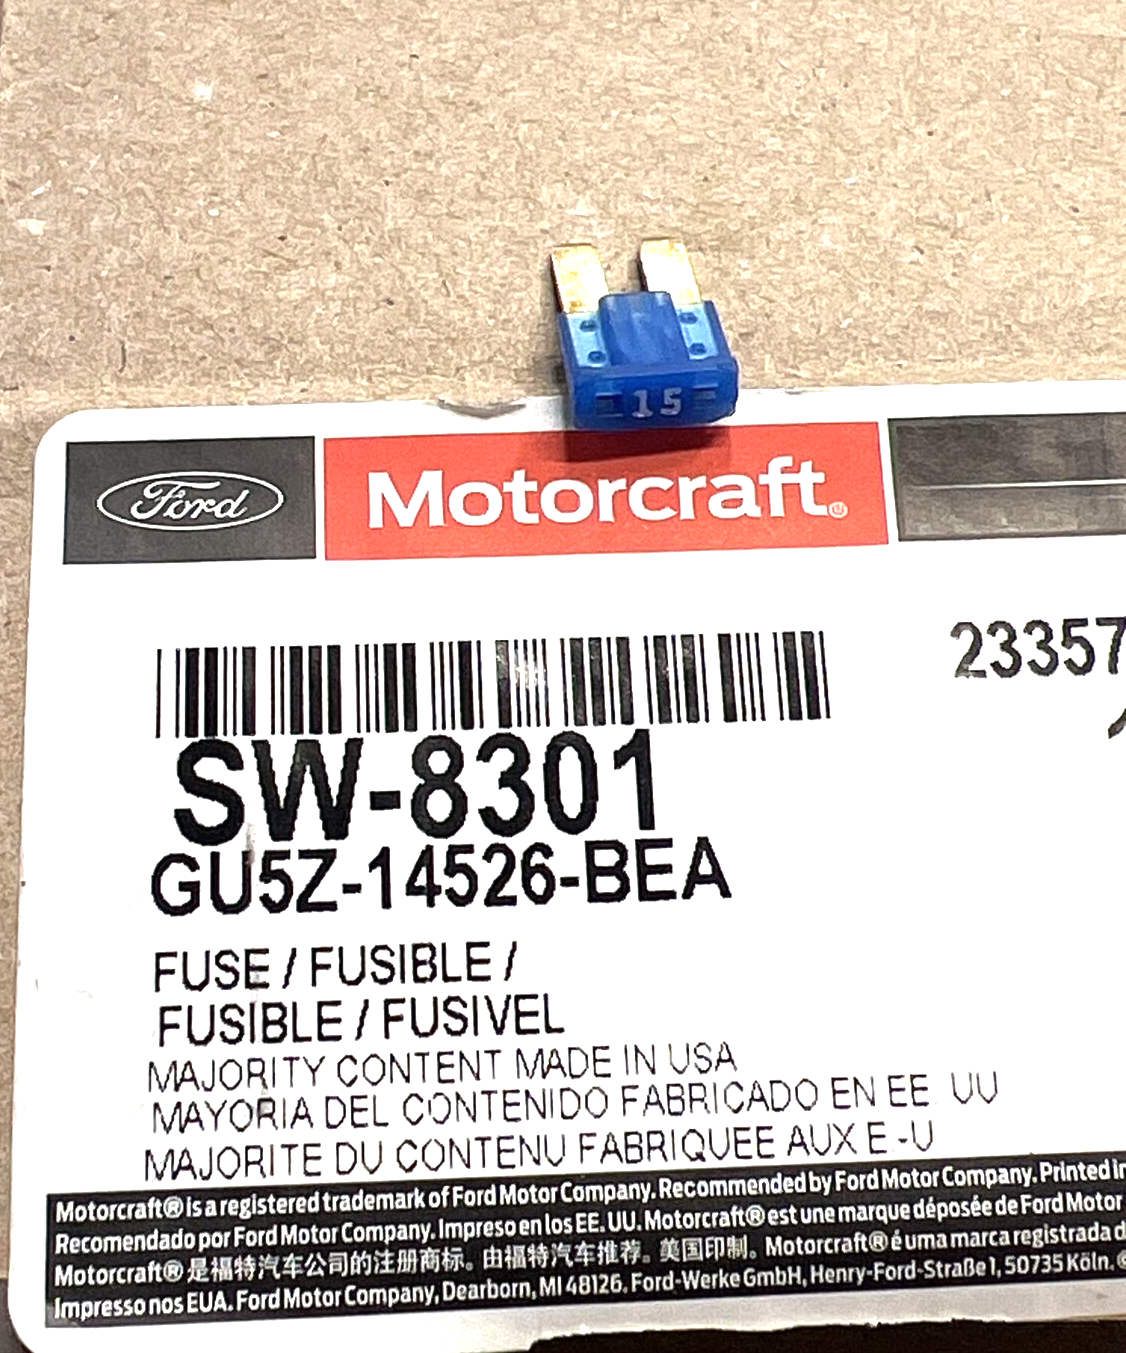 15
Ford
Motorcraft®
23357
SW-8301
GU5Z-14526-BEA
FUSE / FUSIBLE /
FUSIBLE / FUSIVEL
MAJORITY CONTENT MADE IN USA
MAYORIA DEL CONTENIDO FABRICADO EN EE UU
MAJORITE DU CONTENU FABRIQUEE AUX E -U
Motorcraft® is a registered trademark of Ford Motor Company. Recommended by Ford Motor Company. Printed in
Recomendado por Ford Motor Company. Impreso en los EE. UU. Motorcraft® est une marque déposée de Ford Motor
Motorcraft® 是福特汽车公司的注册商标。由福特汽车推荐。美国印制。Motorcraft® é uma marca registrada d
Impresso nos EUA. Ford Motor Company, Dearborn, MI 48126. Ford-Werke GmbH, Henry-Ford-Straße 1, 50735 Köln. ©